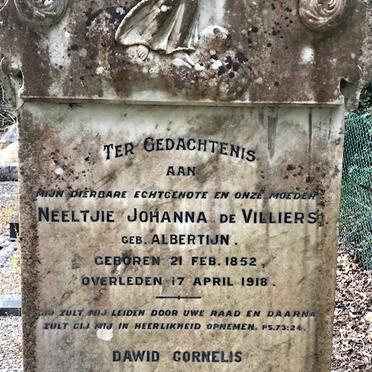 TER GEDACHTENIS
AAN
MIJN DIERBARE ECHTGENOTE EN ONZE MOEDER
NEELTJIE JOHANNA DE VILLIERS
GEB. ALBERTIJN.
GEBOREN 21 FEB. 1852,
OVERLEDEN 17 APRIL 1918.
GIJ ZULT MIJ LEIDEN DOOR UWE RAAD EN DAARNA
ZULT GIJ MIJ IN HEERLIKHEID OPNEMEN. PS.73:24.
DAWID CORNELIS